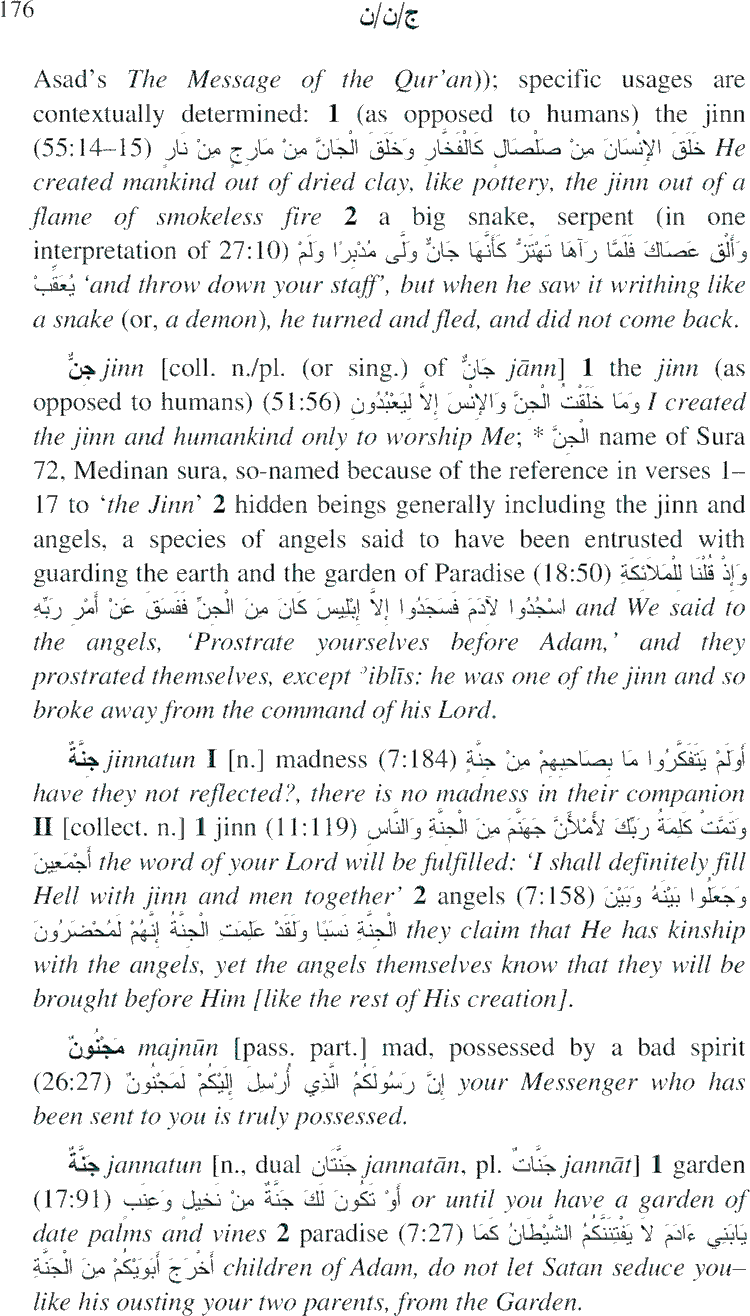 176 ج/ن/ن
Asad's The Message of the Qur'an)); specific usages are
contextually determined: 1 (as opposed to humans) the jinn
(55:14–15) خَلَقَ الإِنْسَانَ مِنْ صَلْصَالٍ كَالْفَخَّارِ وَخَلَقَ الْجَانَّ مِنْ مَارِجٍ مِنْ نَارٍ He
created mankind out of dried clay, like pottery, the jinn out of a
flame of smokeless fire 2 a big snake, serpent (in one
interpretation of 27:10) وَأَلْقِ عَصَاكَ فَلَمَّا رَآهَا تَهْتَزُّ كَأَنَّهَا جَانٌّ وَلَّى مُدْبِرًا وَلَمْ
يُعَقِّبْ 'and throw down your staff', but when he saw it writhing like
a snake (or, a demon), he turned and fled, and did not come back.
جِنٌّ jinn [coll. n./pl. (or sing.) of جَانٌّ jānn] 1 the jinn (as
opposed to humans) (51:56) وَمَا خَلَقْتُ الْجِنَّ وَالإِنْسَ إِلاَّ لِيَعْبُدُونِ I created
the jinn and humankind only to worship Me; * الْجِنَّ name of Sura
72, Medinan sura, so-named because of the reference in verses 1–
17 to 'the Jinn' 2 hidden beings generally including the jinn and
angels, a species of angels said to have been entrusted with
guarding the earth and the garden of Paradise (18:50) وَإِذْ قُلْنَا لِلْمَلاَئِكَةِ
اسْجُدُوا لآدَمَ فَسَجَدُوا إِلاَّ إِبْلِيسَ كَانَ مِنَ الْجِنِّ فَفَسَقَ عَنْ أَمْرِ رَبِّهِ and We said to
the angels, 'Prostrate yourselves before Adam,' and they
prostrated themselves, except ʾiblīs: he was one of the jinn and so
broke away from the command of his Lord.
جِنَّةٌ jinnatun I [n.] madness (7:184) أَولَمْ يَتَفَكَّرُوا مَا بِصَاحِبِهِمْ مِنْ جِنَّةٍ
have they not reflected?, there is no madness in their companion
II [collect. n.] 1 jinn (11:119) وَتَمَّتْ كَلِمَةُ رَبِّكَ لأَمْلأَنَّ جَهَنَّمَ مِنَ الْجِنَّةِ وَالنَّاسِ
أَجْمَعِينَ the word of your Lord will be fulfilled: 'I shall definitely fill
Hell with jinn and men together' 2 angels (7:158) وَجَعَلُوا بَيْنَهُ وَبَيْنَ
الْجِنَّةِ نَسَبًا وَلَقَدْ عَلِمَتِ الْجِنَّةُ إِنَّهُمْ لَمُحْضَرُونَ they claim that He has kinship
with the angels, yet the angels themselves know that they will be
brought before Him [like the rest of His creation].
مَجْنُونٌ majnūn [pass. part.] mad, possessed by a bad spirit
(26:27) إِنَّ رَسُولَكُمُ الَّذِي أُرْسِلَ إِلَيْكُمْ لَمَجْنُونٌ your Messenger who has
been sent to you is truly possessed.
جَنَّةٌ jannatun [n., dual جَنَّتَان jannatān, pl. جَنَّاتٌ jannāt] 1 garden
(17:91) أَوْ تَكُونَ لَكَ جَنَّةٌ مِنْ نَخِيلٍ وَعِنَبٍ or until you have a garden of
date palms and vines 2 paradise (7:27) يَابَنِي ءَادَمَ لاَ يَفْتِنَنَّكُمُ الشَّيْطَانُ كَمَا
أَخْرَجَ أَبَوَيْكُمْ مِنَ الْجَنَّةِ children of Adam, do not let Satan seduce you–
like his ousting your two parents, from the Garden.